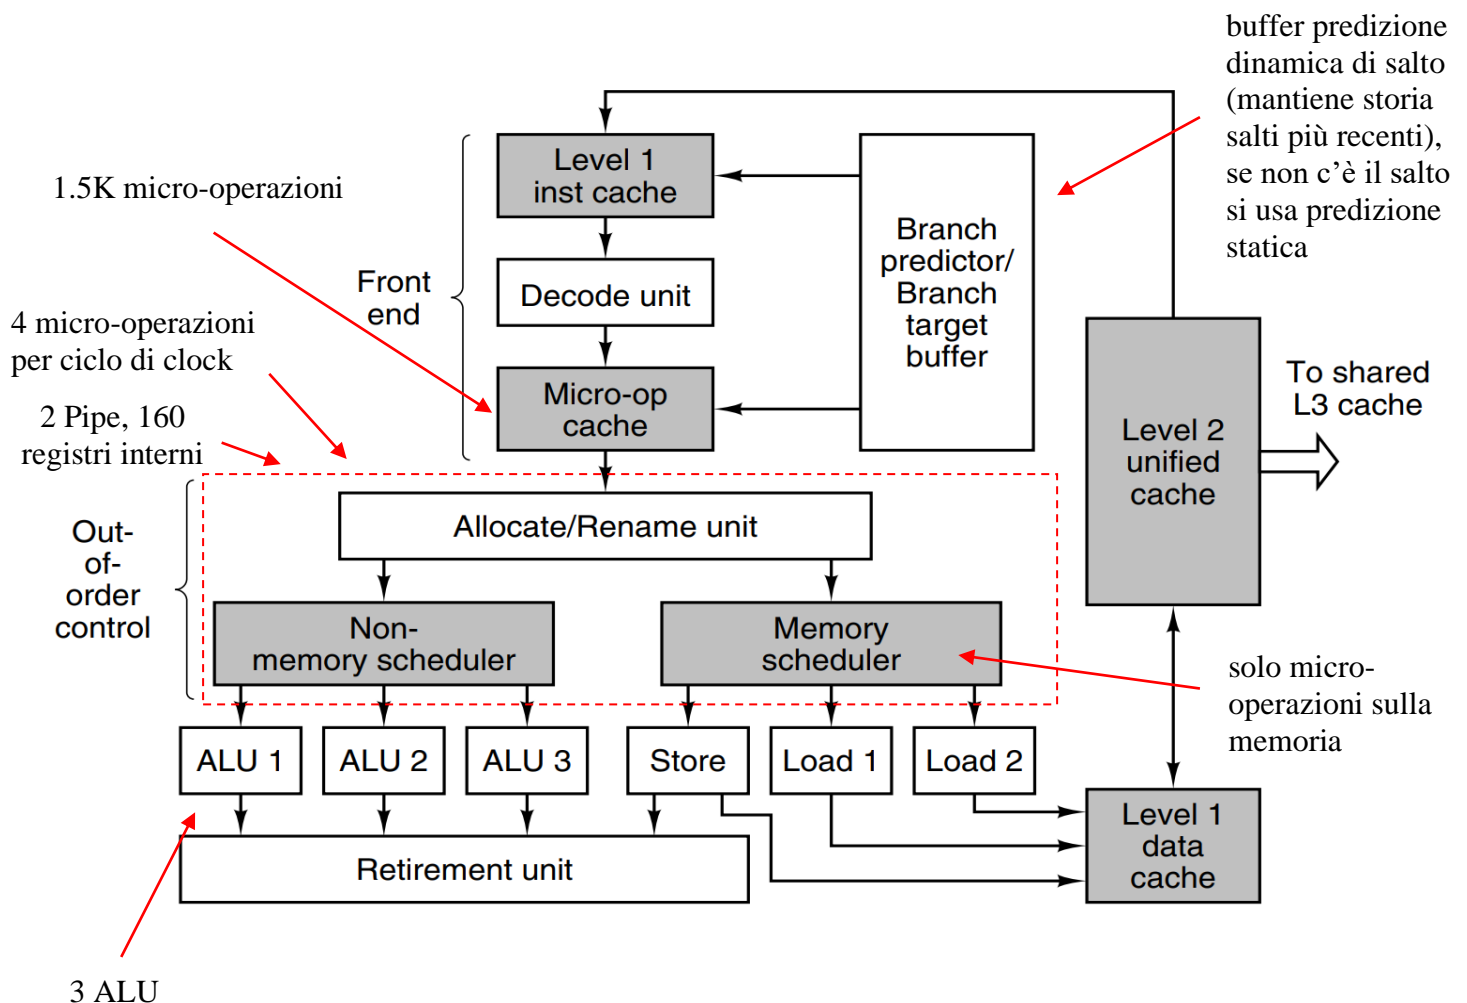 buffer predizione
dinamica di salto
(mantiene storia
salti più recenti),
se non c’è il salto
si usa predizione
statica
1.5K micro-operazioni
4 micro-operazioni
per ciclo di clock
2 Pipe, 160
registri interni
Front
end
Level 1
inst cache
Decode unit
Micro-op
cache
Branch
predictor/
Branch
target
buffer
Level 2
unified
cache
To shared
L3 cache
Out-
of-
order
control
Allocate/Rename unit
Non-
memory scheduler
Memory
scheduler
solo micro-
operazioni sulla
memoria
ALU 1
ALU 2
ALU 3
Store
Load 1
Load 2
Level 1
data
cache
Retirement unit
3 ALU